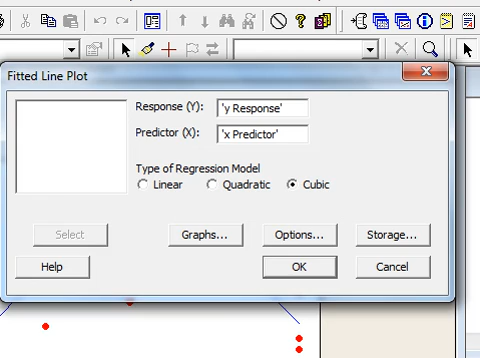 Fitted Line Plot
Response (Y): 'y Response'
Predictor (X): 'x Predictor'
Type of Regression Model
Linear Quadratic Cubic
Select Graphs... Options... Storage...
Help OK Cancel